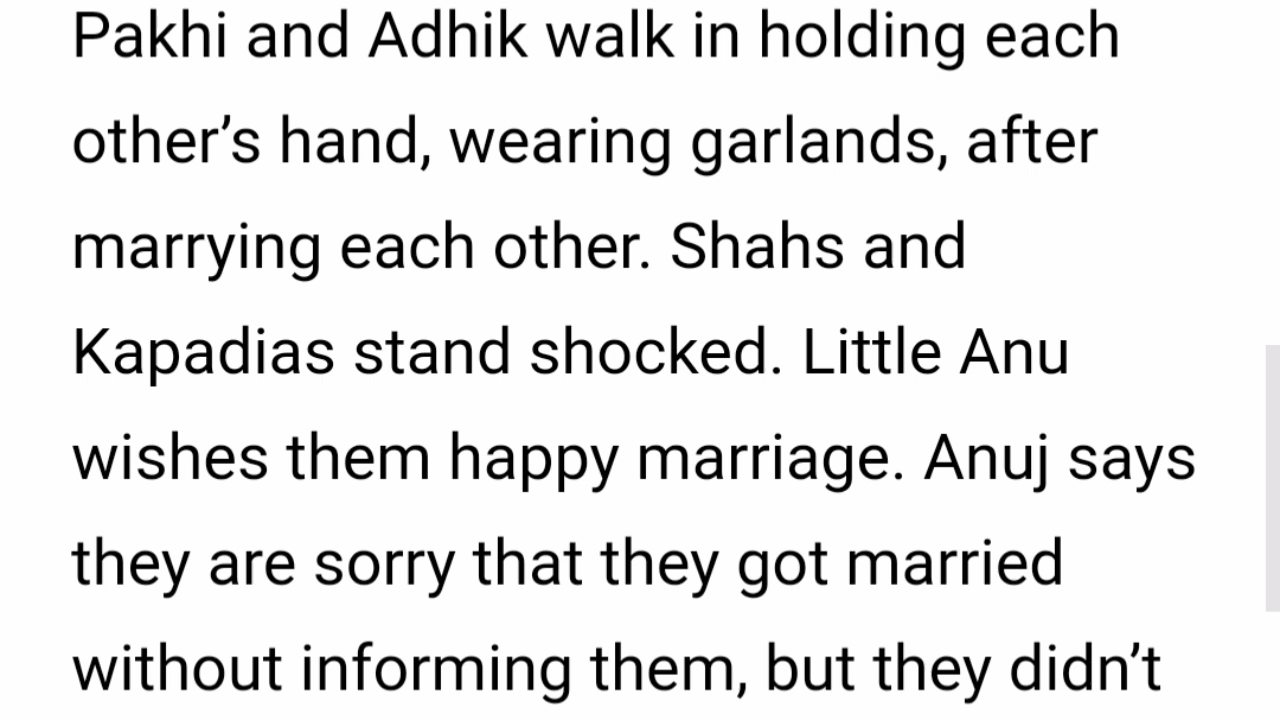 Pakhi and Adhik walk in holding each
other’s hand, wearing garlands, after
marrying each other. Shahs and
Kapadias stand shocked. Little Anu
wishes them happy marriage. Anuj says
they are sorry that they got married
without informing them, but they didn’t